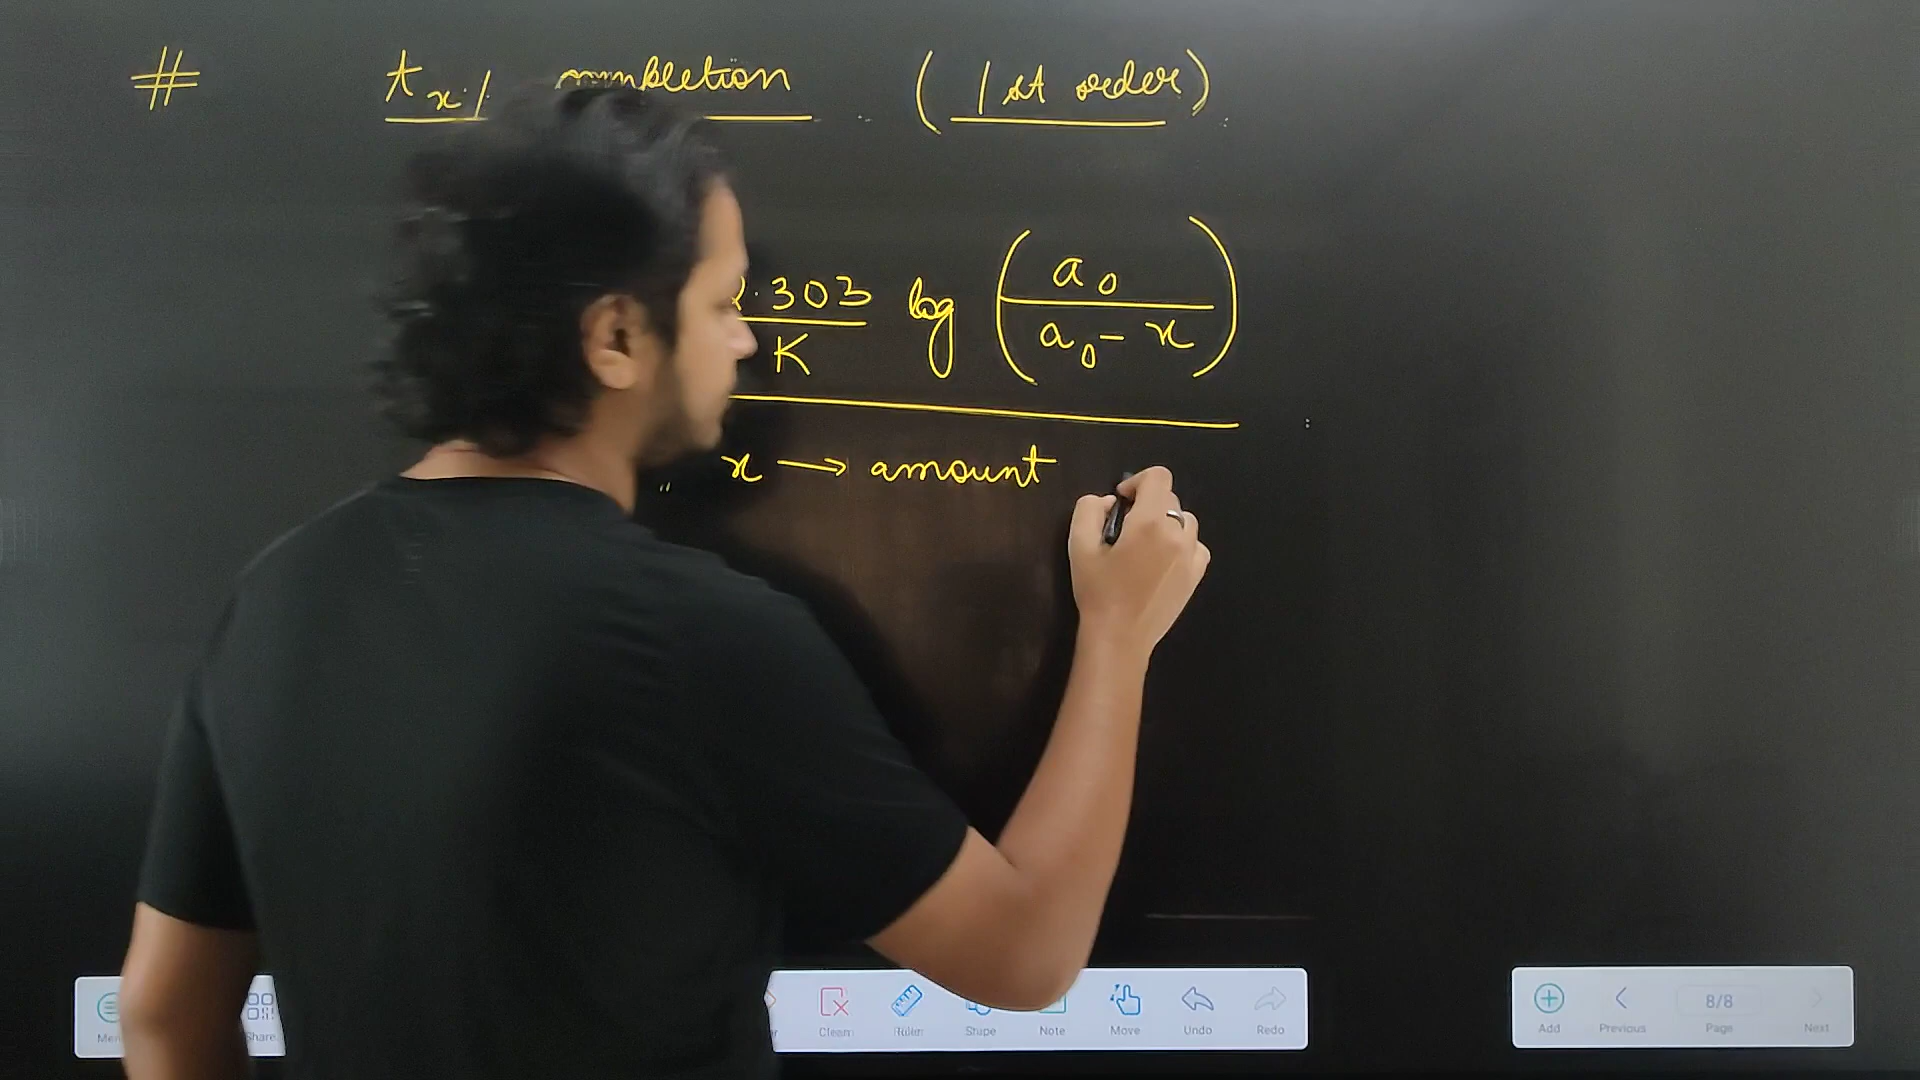 # t x% completion (1st order)
2.303 / K log ( a₀ / a₀ - x )
x → amount
Share
Clean
Ruler
Shape
Note
Move
Undo
Redo
Add
Previous
8/8
Page
Next